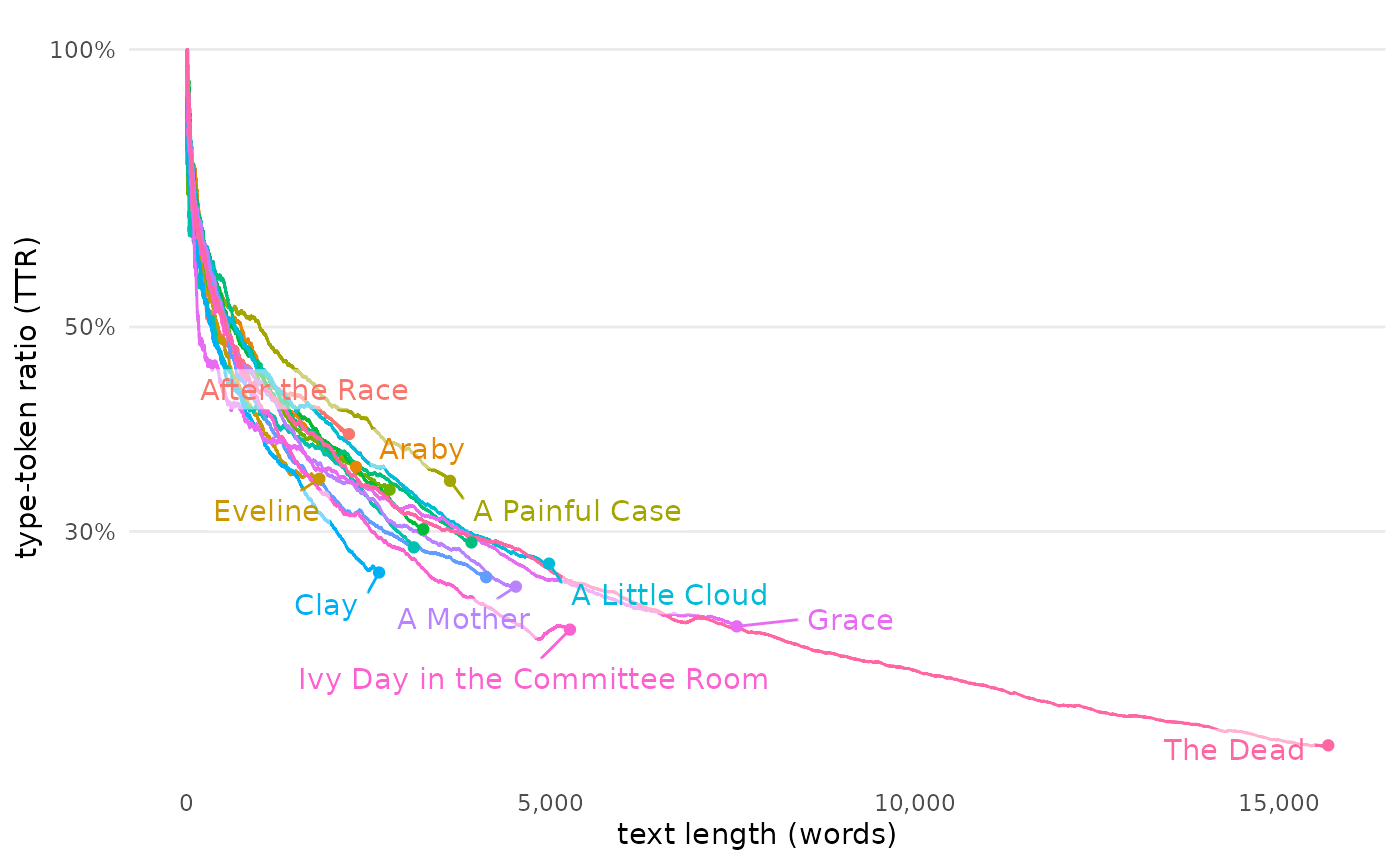 100%
50%
30%
type-token ratio (TTR)
After the Race
Araby
Eveline
A Painful Case
Clay
A Mother
A Little Cloud
Grace
Ivy Day in the Committee Room
The Dead
0
5,000
10,000
15,000
text length (words)